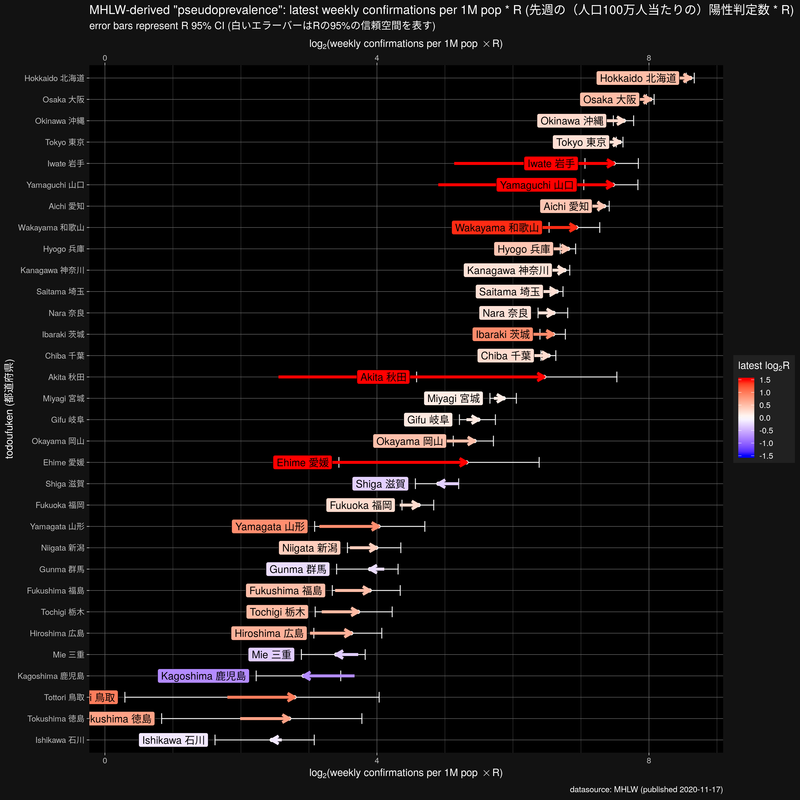 MHLW-derived "pseudoprevalence": latest weekly confirmations per 1M pop * R (先週の（人口100万人当たりの）陽性判定数 * R)
error bars represent R 95% CI (白いエラーバーはRの95%の信頼空間を表す)
log2(weekly confirmations per 1M pop × R)
0 4 8
Hokkaido 北海道 Hokkaido 北海道
Osaka 大阪 Osaka 大阪
Okinawa 沖縄 Okinawa 沖縄
Tokyo 東京 Tokyo 東京
Iwate 岩手 Iwate 岩手
Yamaguchi 山口 Yamaguchi 山口
Aichi 愛知 Aichi 愛知
Wakayama 和歌山 Wakayama 和歌山
Hyogo 兵庫 Hyogo 兵庫
Kanagawa 神奈川 Kanagawa 神奈川
Saitama 埼玉 Saitama 埼玉
Nara 奈良 Nara 奈良
Ibaraki 茨城 Ibaraki 茨城
Chiba 千葉 Chiba 千葉
Akita 秋田 Akita 秋田
Miyagi 宮城 Miyagi 宮城
Gifu 岐阜 Gifu 岐阜
Okayama 岡山 Okayama 岡山
Ehime 愛媛 Ehime 愛媛
Shiga 滋賀 Shiga 滋賀
Fukuoka 福岡 Fukuoka 福岡
Yamagata 山形 Yamagata 山形
Niigata 新潟 Niigata 新潟
Gunma 群馬 Gunma 群馬
Fukushima 福島 Fukushima 福島
Tochigi 栃木 Tochigi 栃木
Hiroshima 広島 Hiroshima 広島
Mie 三重 Mie 三重
Kagoshima 鹿児島 Kagoshima 鹿児島
Tottori 鳥取 i 鳥取
Tokushima 徳島 kushima 徳島
Ishikawa 石川 Ishikawa 石川
0 4 8
log2(weekly confirmations per 1M pop × R)
todoufuken (都道府県)
latest log2R
1.5
1.0
0.5
0.0
-0.5
-1.0
-1.5
datasource: MHLW (published 2020-11-17)